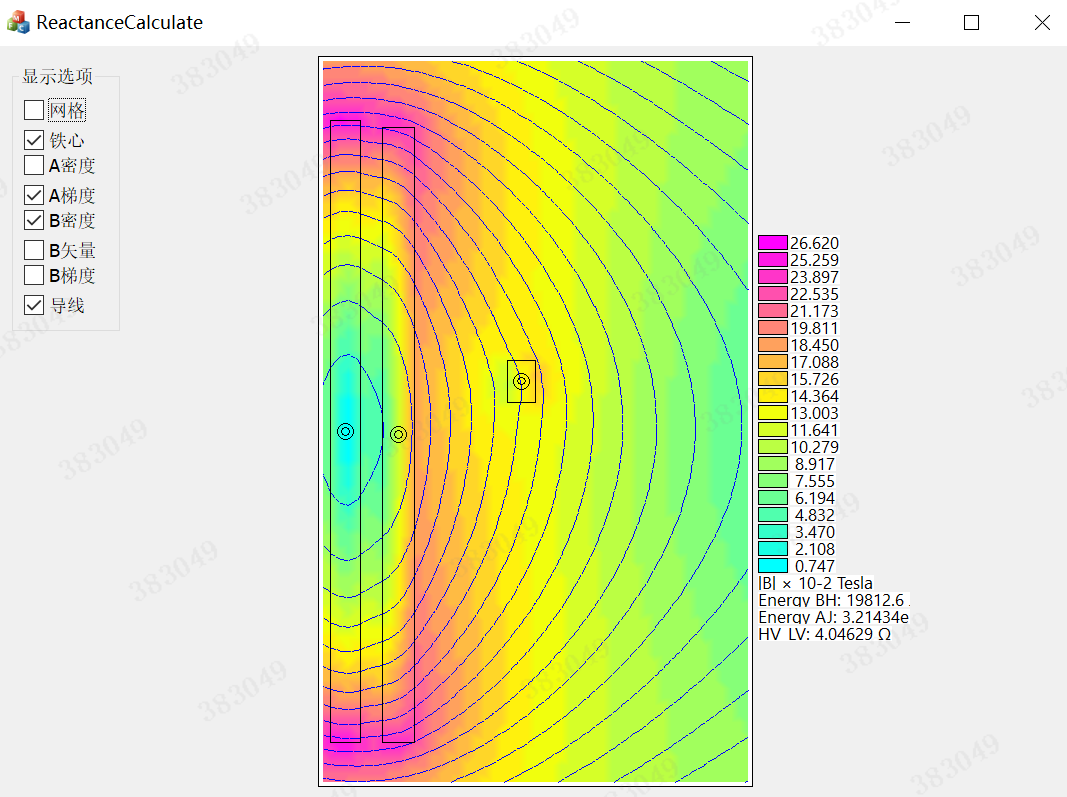 ReactanceCalculate
显示选项
网格
铁心
A密度
A梯度
B密度
B矢量
B梯度
导线
26.620
25.259
23.897
22.535
21.173
19.811
18.450
17.088
15.726
14.364
13.003
11.641
10.279
8.917
7.555
6.194
4.832
3.470
2.108
0.747
|B| × 10-2 Tesla
Energy BH: 19812.6
Energy AJ: 3.21434e
HV_LV: 4.04629 Ω
383049